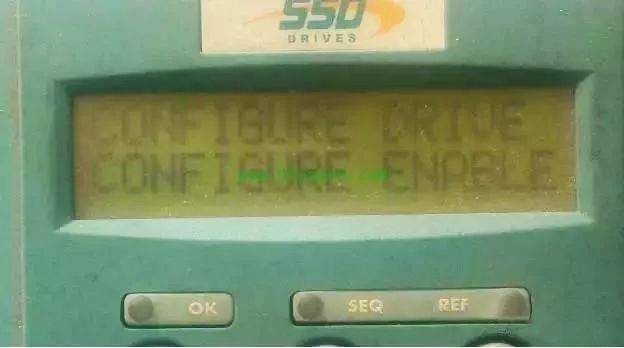 SSD
DRIVES
CONFIGURE DRIVE
CONFIGURE ENABLE
OK
SEQ
REF